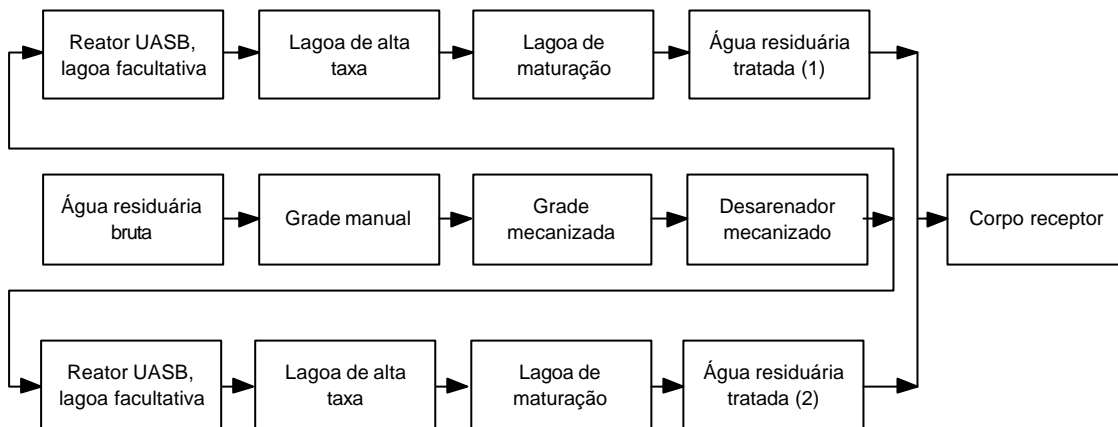 Reator UASB,
lagoa facultativa
Lagoa de alta
taxa
Lagoa de
maturação
Água residuária
tratada (1)
Água residuária
bruta
Grade manual
Grade
mecanizada
Desarenador
mecanizado
Corpo receptor
Reator UASB,
lagoa facultativa
Lagoa de alta
taxa
Lagoa de
maturação
Água residuária
tratada (2)